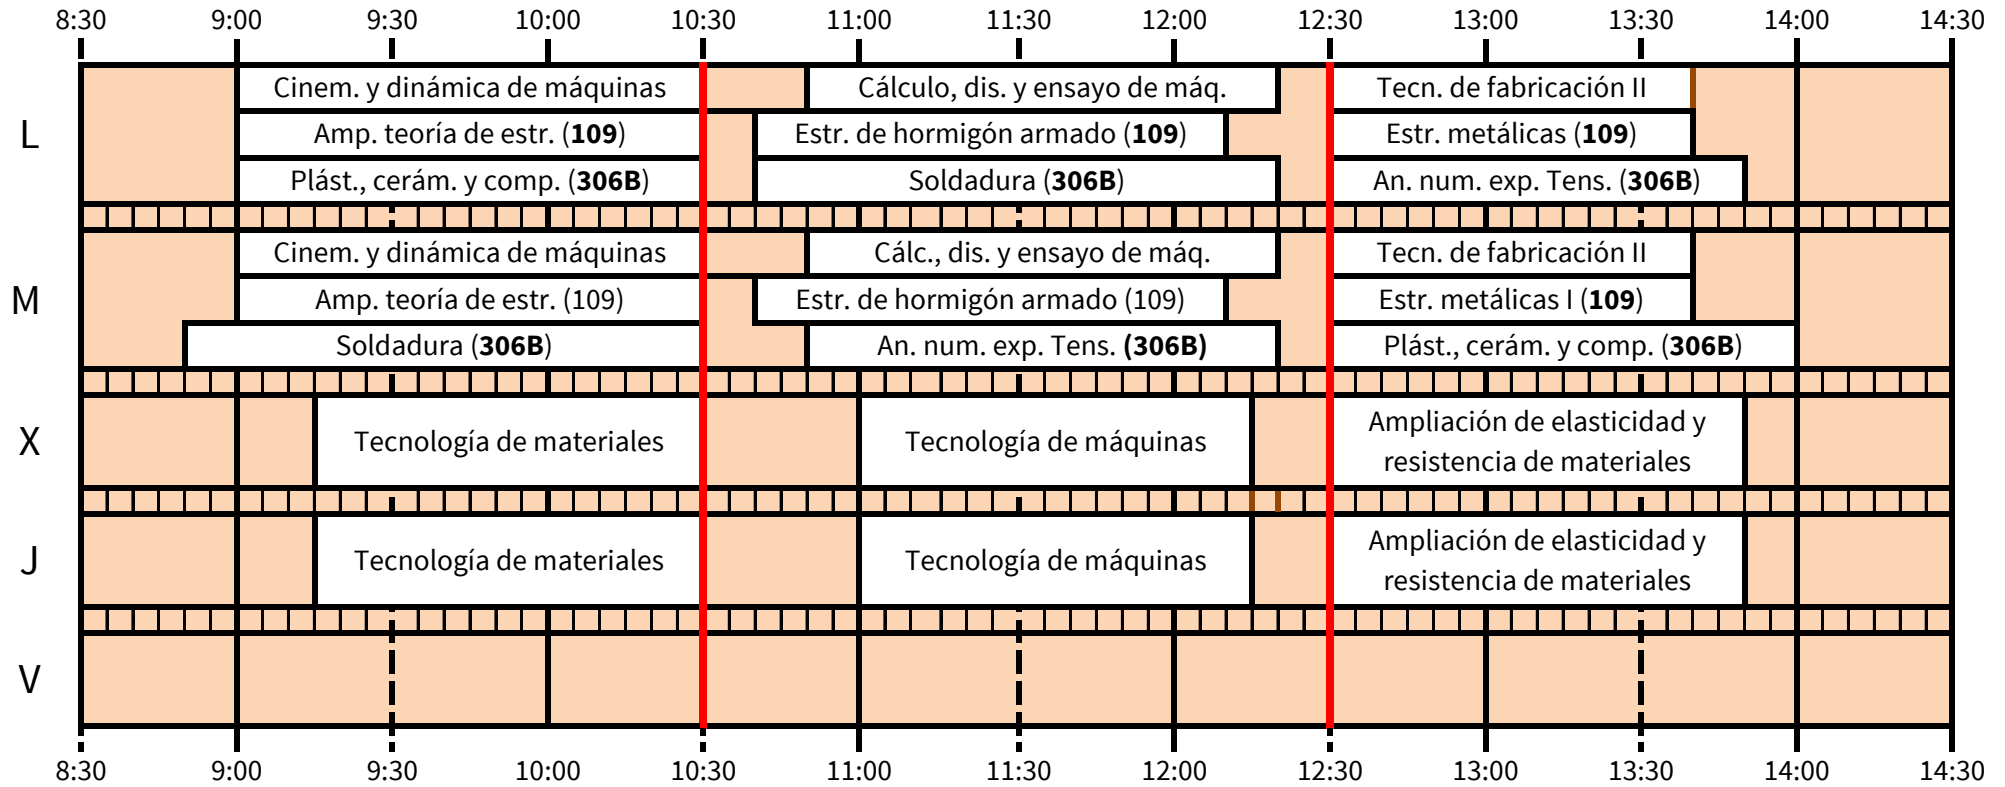 8:30 9:00 9:30 10:00 10:30 11:00 11:30 12:00 12:30 13:00 13:30 14:00 14:30
L
Cinem. y dinámica de máquinas
Cálculo, dis. y ensayo de máq.
Tecn. de fabricación II
Amp. teoría de estr. (109)
Estr. de hormigón armado (109)
Estr. metálicas (109)
Plást., cerám. y comp. (306B)
Soldadura (306B)
An. num. exp. Tens. (306B)
M
Cinem. y dinámica de máquinas
Cálc., dis. y ensayo de máq.
Tecn. de fabricación II
Amp. teoría de estr. (109)
Estr. de hormigón armado (109)
Estr. metálicas I (109)
Soldadura (306B)
An. num. exp. Tens. (306B)
Plást., cerám. y comp. (306B)
X
Tecnología de materiales
Tecnología de máquinas
Ampliación de elasticidad y
resistencia de materiales
J
Tecnología de materiales
Tecnología de máquinas
Ampliación de elasticidad y
resistencia de materiales
V
8:30 9:00 9:30 10:00 10:30 11:00 11:30 12:00 12:30 13:00 13:30 14:00 14:30